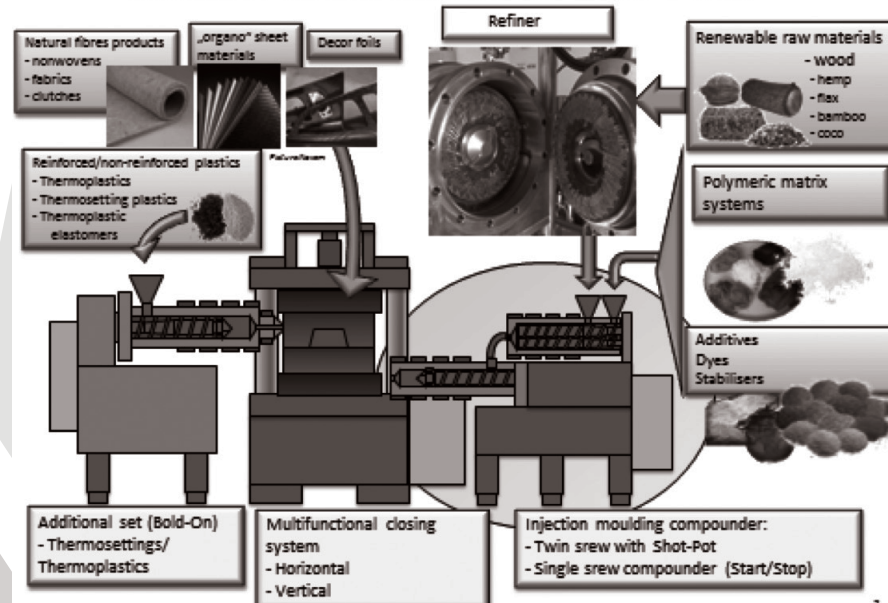 Natural fibres products
- nonwovens
- fabrics
- clutches
„organo" sheet
materials
Decor foils
Refiner
Renewable raw materials
- wood
- hemp
- flax
- bamboo
- coco
Reinforced/non-reinforced plastics
- Thermoplastics
- Thermosetting plastics
- Thermoplastic
elastomers
Polymeric matrix
systems
Additives
Dyes
Stabilisers
Additional set (Bold-On)
- Thermosettings/
Thermoplastics
Multifunctional closing
system
- Horizontal
- Vertical
Injection moulding compounder:
- Twin srew with Shot-Pot
- Single srew compounder (Start/Stop)